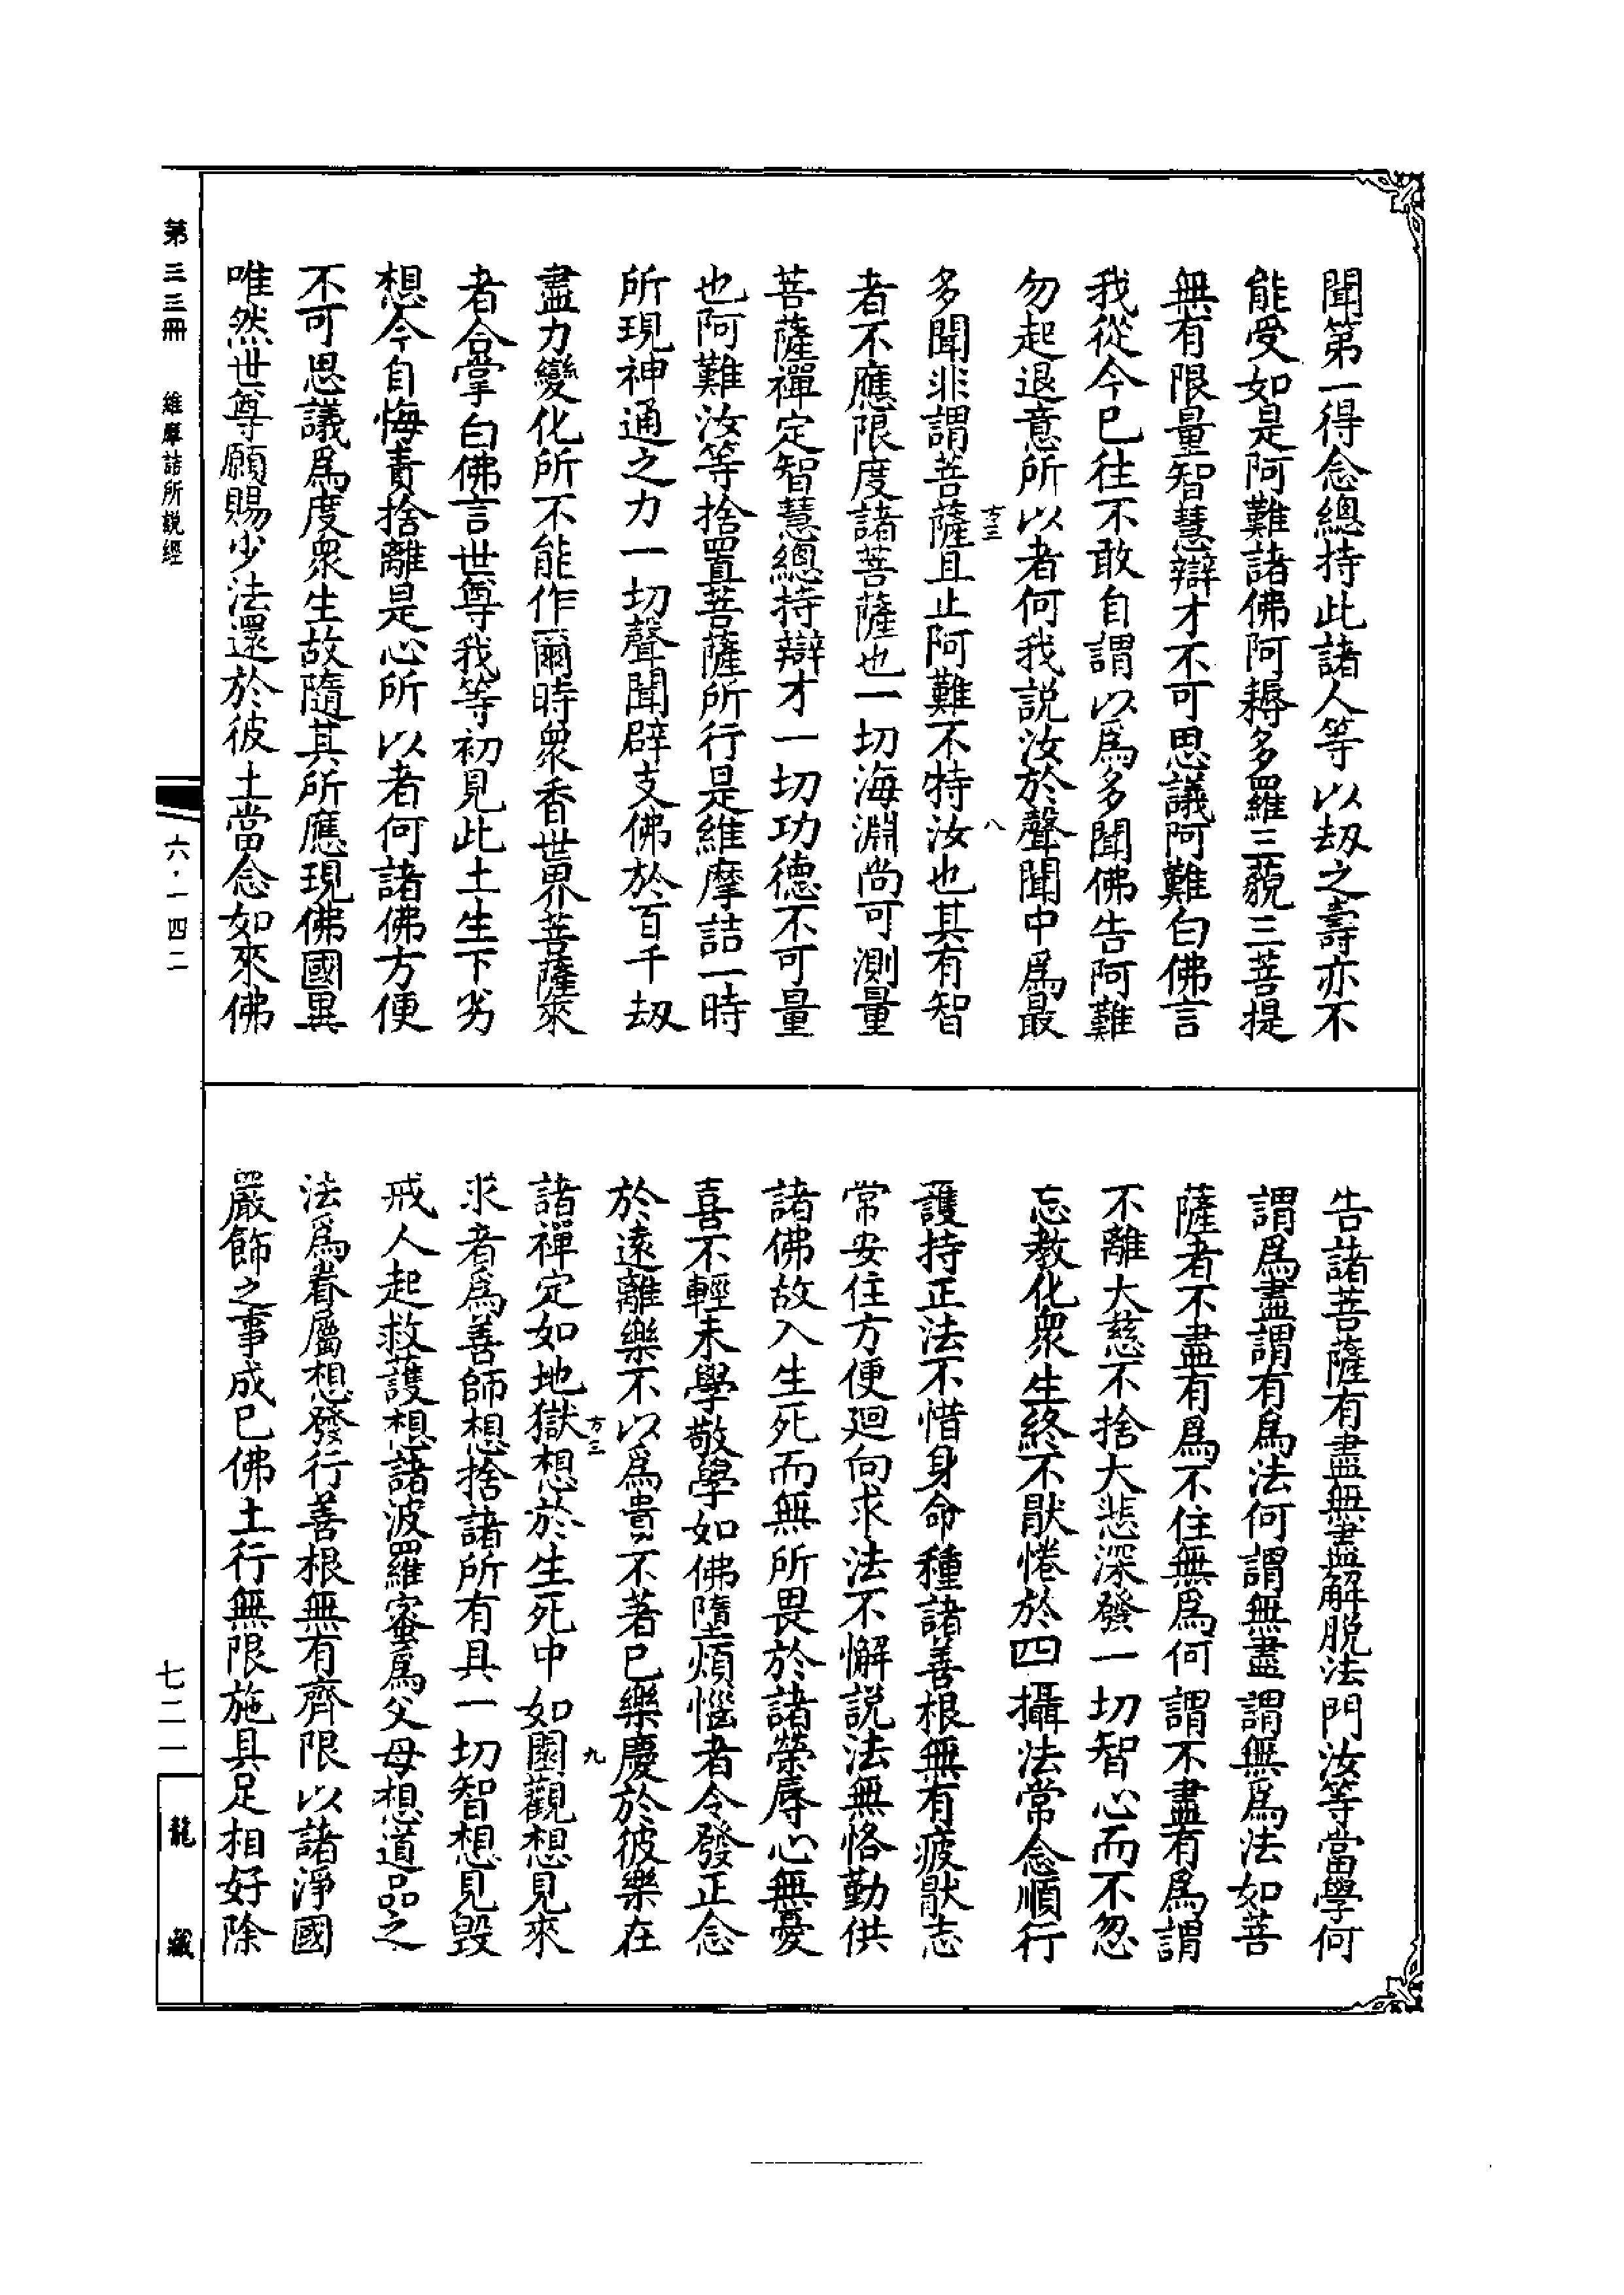 聞第一得念總持此諸人等以劫之壽亦不
能受如是阿難諸佛阿耨多羅三藐三菩提
無有限量智慧辯才不可思議阿難白佛言
我從今已往不敢自謂以為多聞佛告阿難
勿起退意所以者何我說汝於聲聞中為最
方三 八
多聞非謂菩薩且止阿難不特汝也其有智
者不應限度諸菩薩也一切海淵尚可測量
菩薩禪定智慧總持辯才一切功德不可量
也阿難汝等捨置菩薩所行是維摩詰一時
所現神通之力一切聲聞辟支佛於百千劫
盡力變化所不能作爾時眾香世界菩薩來
者合掌白佛言世尊我等初見此土生下劣
想今自悔責捨離是心所以者何諸佛方便
不可思議為度眾生故隨其所應現佛國異
唯然世尊願賜少法還於彼土當念如來佛
告諸菩薩有盡無盡解脫法門汝等當學何
謂為盡謂有為法何謂無盡謂無為法如菩
薩者不盡有為不住無為何謂不盡有為謂
不離大慈不捨大悲深發一切智心而不忽
忘教化眾生終不猒惓於四攝法常念順行
護持正法不惜身命種諸善根無有疲猒志
常安住方便迴向求法不懈說法無悋勤供
諸佛故入生死而無所畏於諸榮辱心無憂
喜不輕未學敬學如佛墮煩惱者令發正念
於遠離樂不以為貴不著已樂慶於彼樂在
方三 九
諸禪定如地獄想於生死中如園觀想見來
求者為善師想捨諸所有具一切智想見毀
戒人起救護想諸波羅蜜為父母想道品之
法為眷屬想發行善根無有齊限以諸淨國
嚴飾之事成已佛土行無限施具足相好除
第三三冊 維摩詰所說經
六·一四二
七二一
龍藏